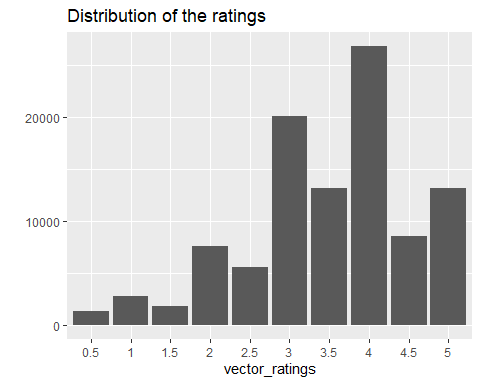 Distribution of the ratings
20000
10000
0
0.5 1 1.5 2 2.5 3 3.5 4 4.5 5
vector_ratings